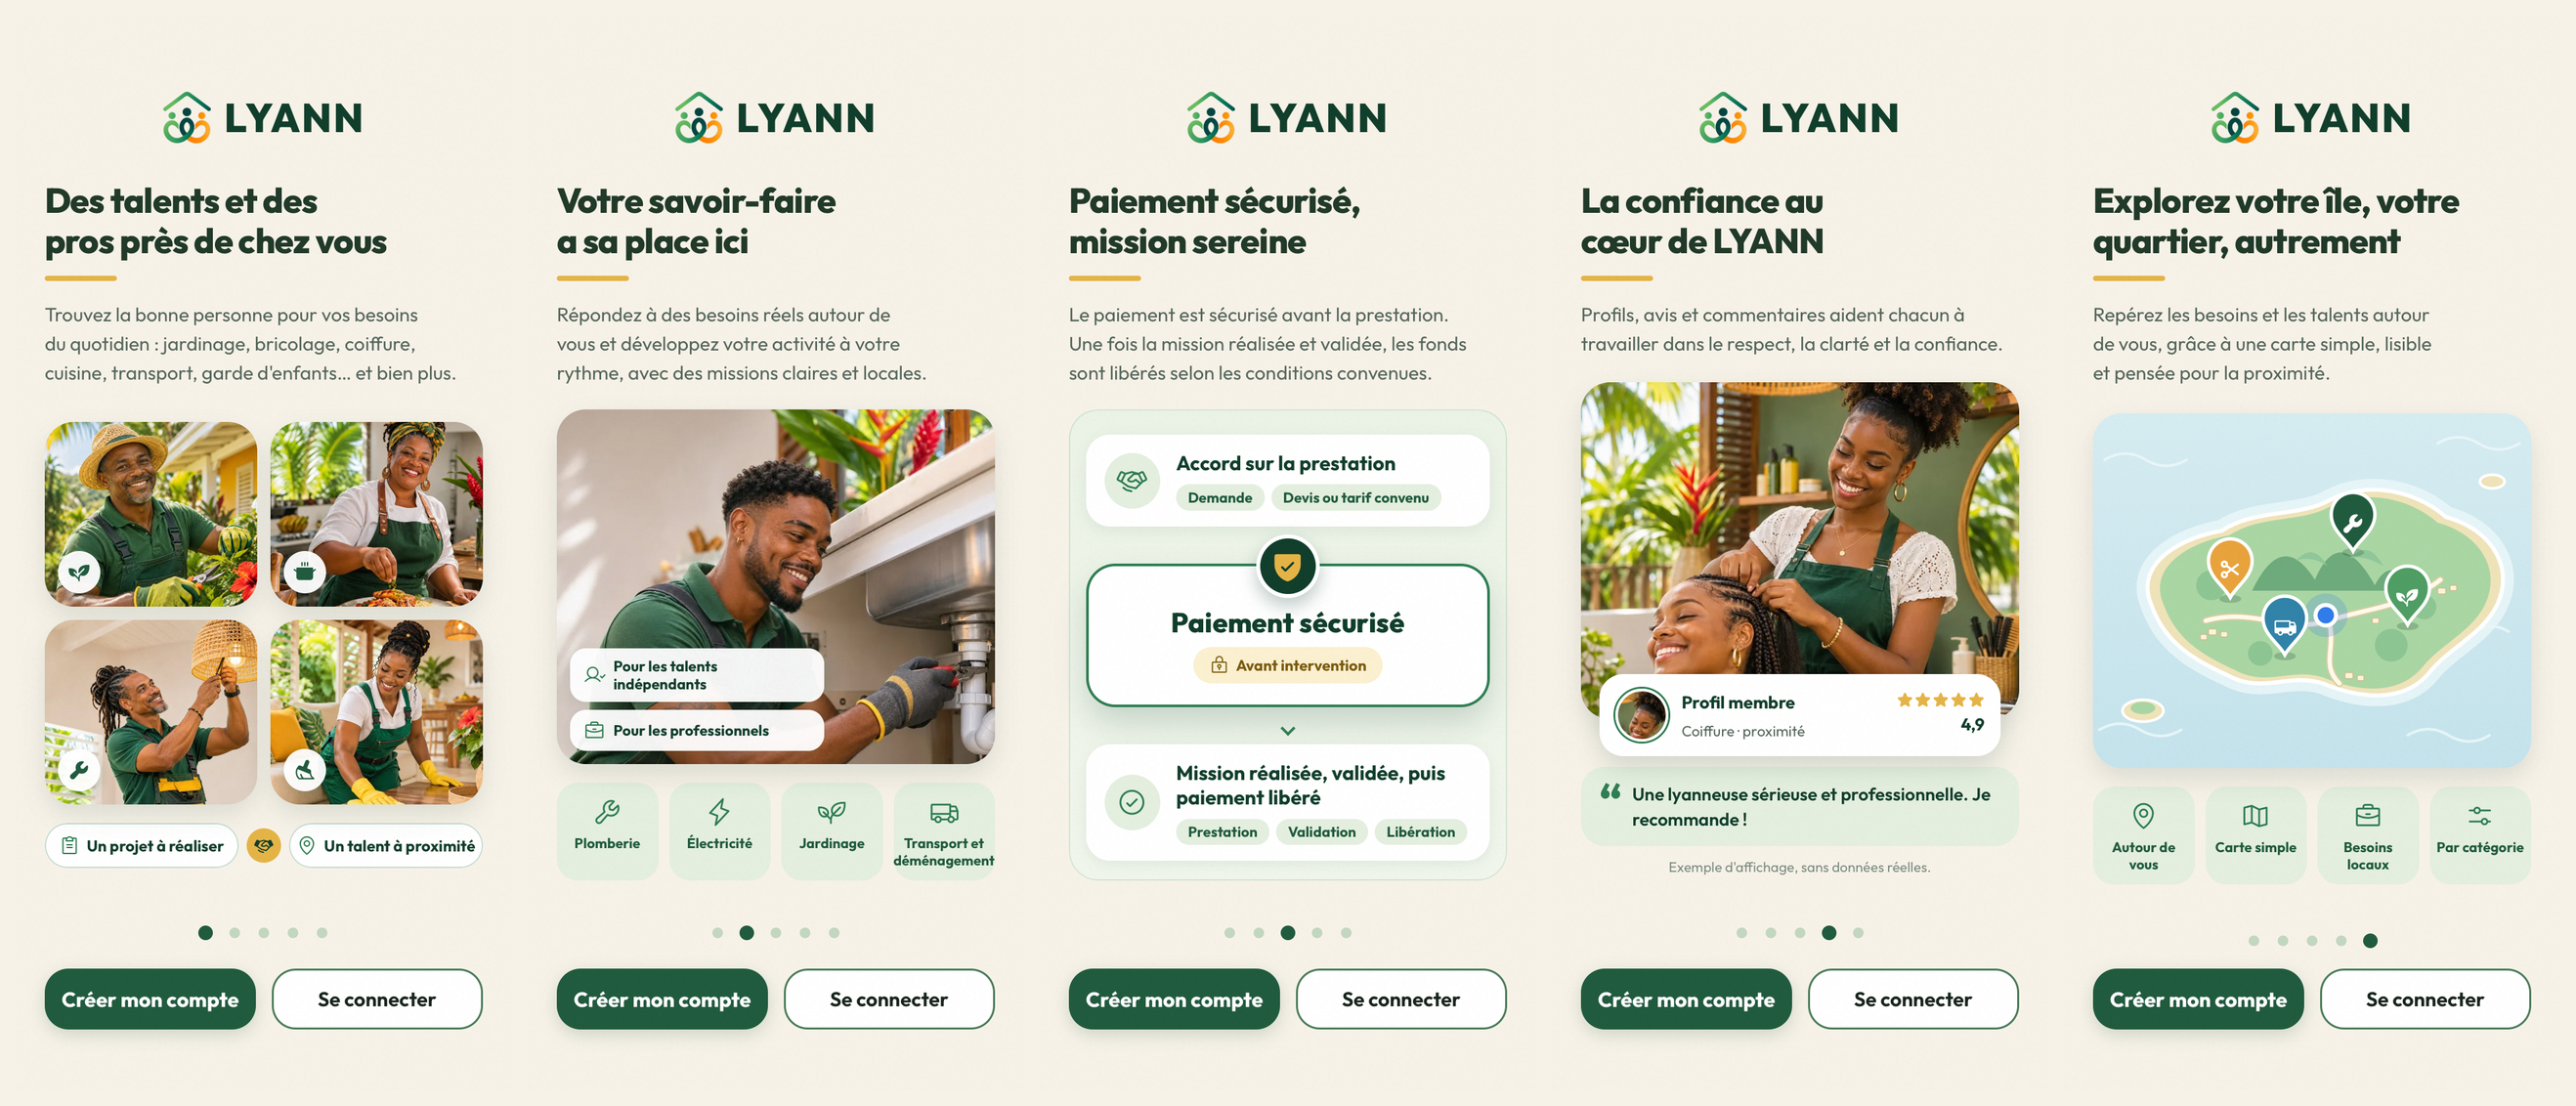 LYANN
Des talents et des
pros près de chez vous
Trouvez la bonne personne pour vos besoins
du quotidien : jardinage, bricolage, coiffure,
cuisine, transport, garde d'enfants... et bien plus.
Un projet à réaliser
Un talent à proximité
Créer mon compte
Se connecter
LYANN
Votre savoir-faire
a sa place ici
Répondez à des besoins réels autour de
vous et développez votre activité à votre
rythme, avec des missions claires et locales.
Pour les talents
indépendants
Pour les professionnels
Plomberie
Électricité
Jardinage
Transport et
déménagement
Créer mon compte
Se connecter
LYANN
Paiement sécurisé,
mission sereine
Le paiement est sécurisé avant la prestation.
Une fois la mission réalisée et validée, les fonds
sont libérés selon les conditions convenues.
Accord sur la prestation
Demande
Devis ou tarif convenu
Paiement sécurisé
Avant intervention
Mission réalisée, validée, puis
paiement libéré
Prestation
Validation
Libération
Créer mon compte
Se connecter
LYANN
La confiance au
cœur de LYANN
Profils, avis et commentaires aident chacun à
travailler dans le respect, la clarté et la confiance.
Profil membre
Coiffure · proximité
4,9
“ Une lyanneuse sérieuse et professionnelle. Je
recommande !
Exemple d'affichage, sans données réelles.
Créer mon compte
Se connecter
LYANN
Explorez votre île, votre
quartier, autrement
Repérez les besoins et les talents autour
de vous, grâce à une carte simple, lisible
et pensée pour la proximité.
Autour de
vous
Carte simple
Besoins
locaux
Par catégorie
Créer mon compte
Se connecter